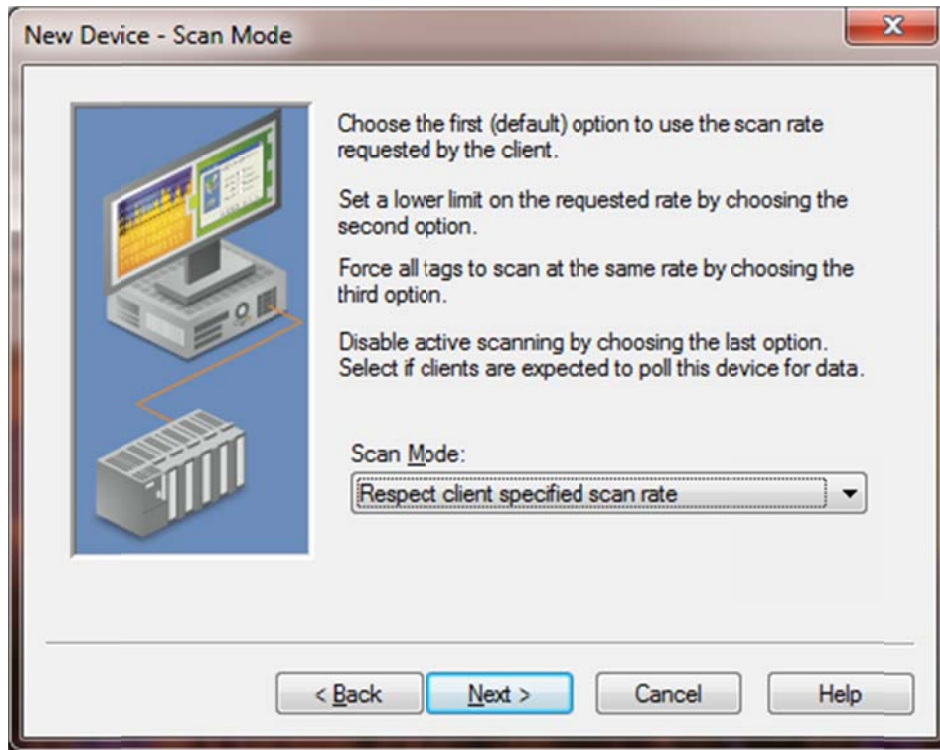 New Device - Scan Mode
Choose the first (default) option to use the scan rate
requested by the client.
Set a lower limit on the requested rate by choosing the
second option.
Force all tags to scan at the same rate by choosing the
third option.
Disable active scanning by choosing the last option.
Select if clients are expected to poll this device for data.
Scan Mode:
Respect client specified scan rate
< Back
Next >
Cancel
Help